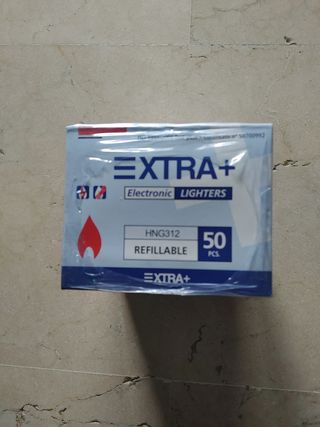 EXTRA+
Electronic LIGHTERS
HNG312
REFILLABLE
50
PCS.
EXTRA+